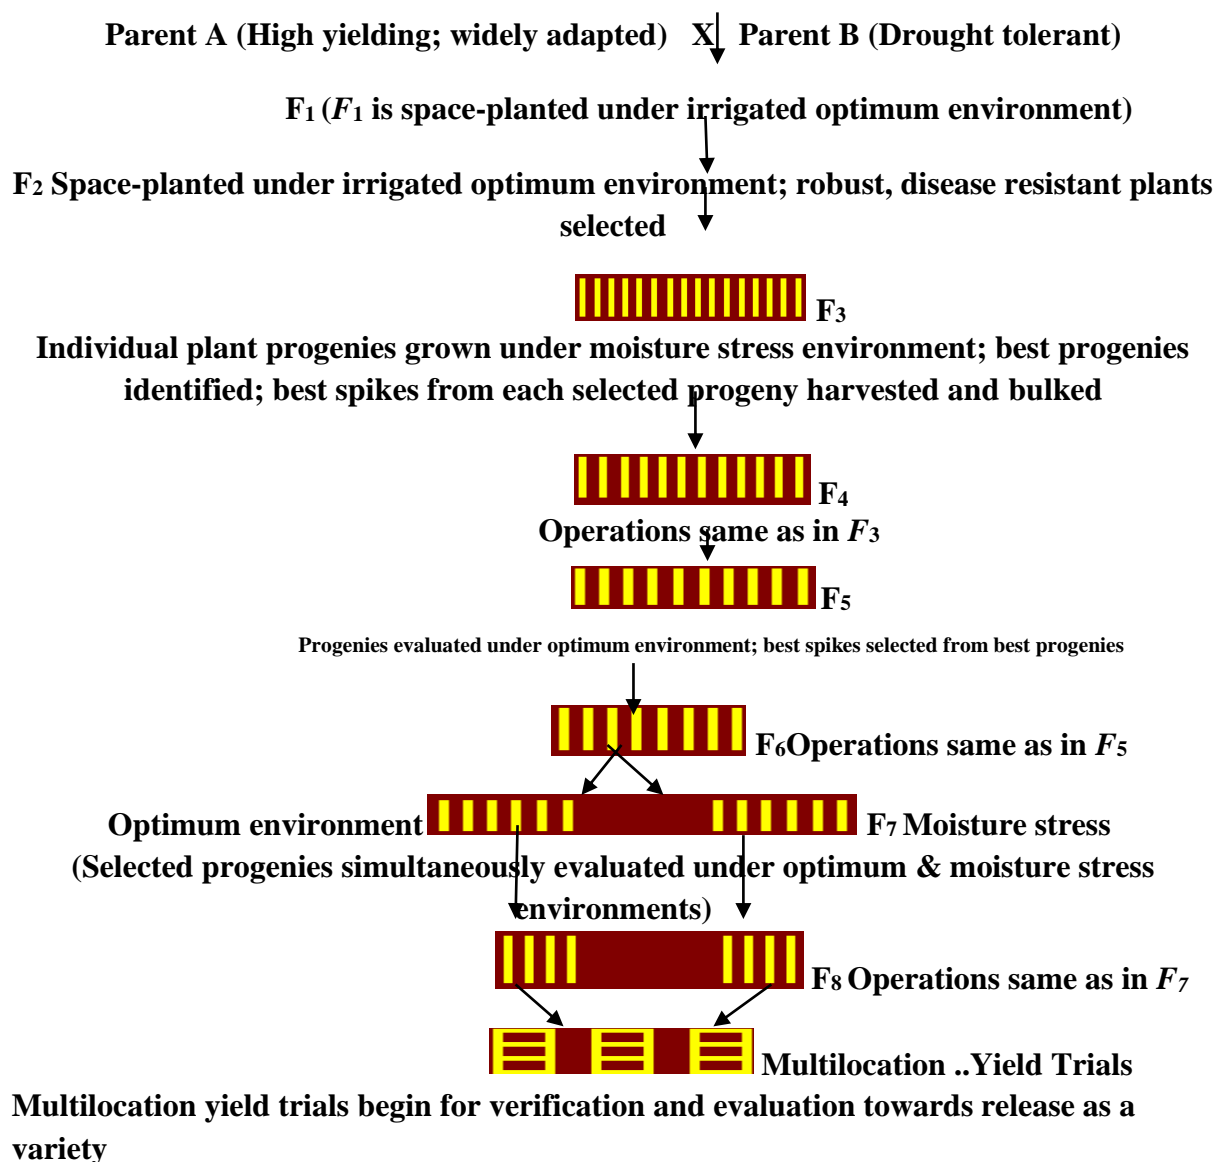 Parent A (High yielding; widely adapted) X Parent B (Drought tolerant)
F1 (F1 is space-planted under irrigated optimum environment)
F2 Space-planted under irrigated optimum environment; robust, disease resistant plants
selected
F3
Individual plant progenies grown under moisture stress environment; best progenies
identified; best spikes from each selected progeny harvested and bulked
F4
Operations same as in F3
F5
Progenies evaluated under optimum environment; best spikes selected from best progenies
F6Operations same as in F5
Optimum environment F7 Moisture stress
(Selected progenies simultaneously evaluated under optimum & moisture stress
environments)
F8 Operations same as in F7
Multilocation ..Yield Trials
Multilocation yield trials begin for verification and evaluation towards release as a
variety